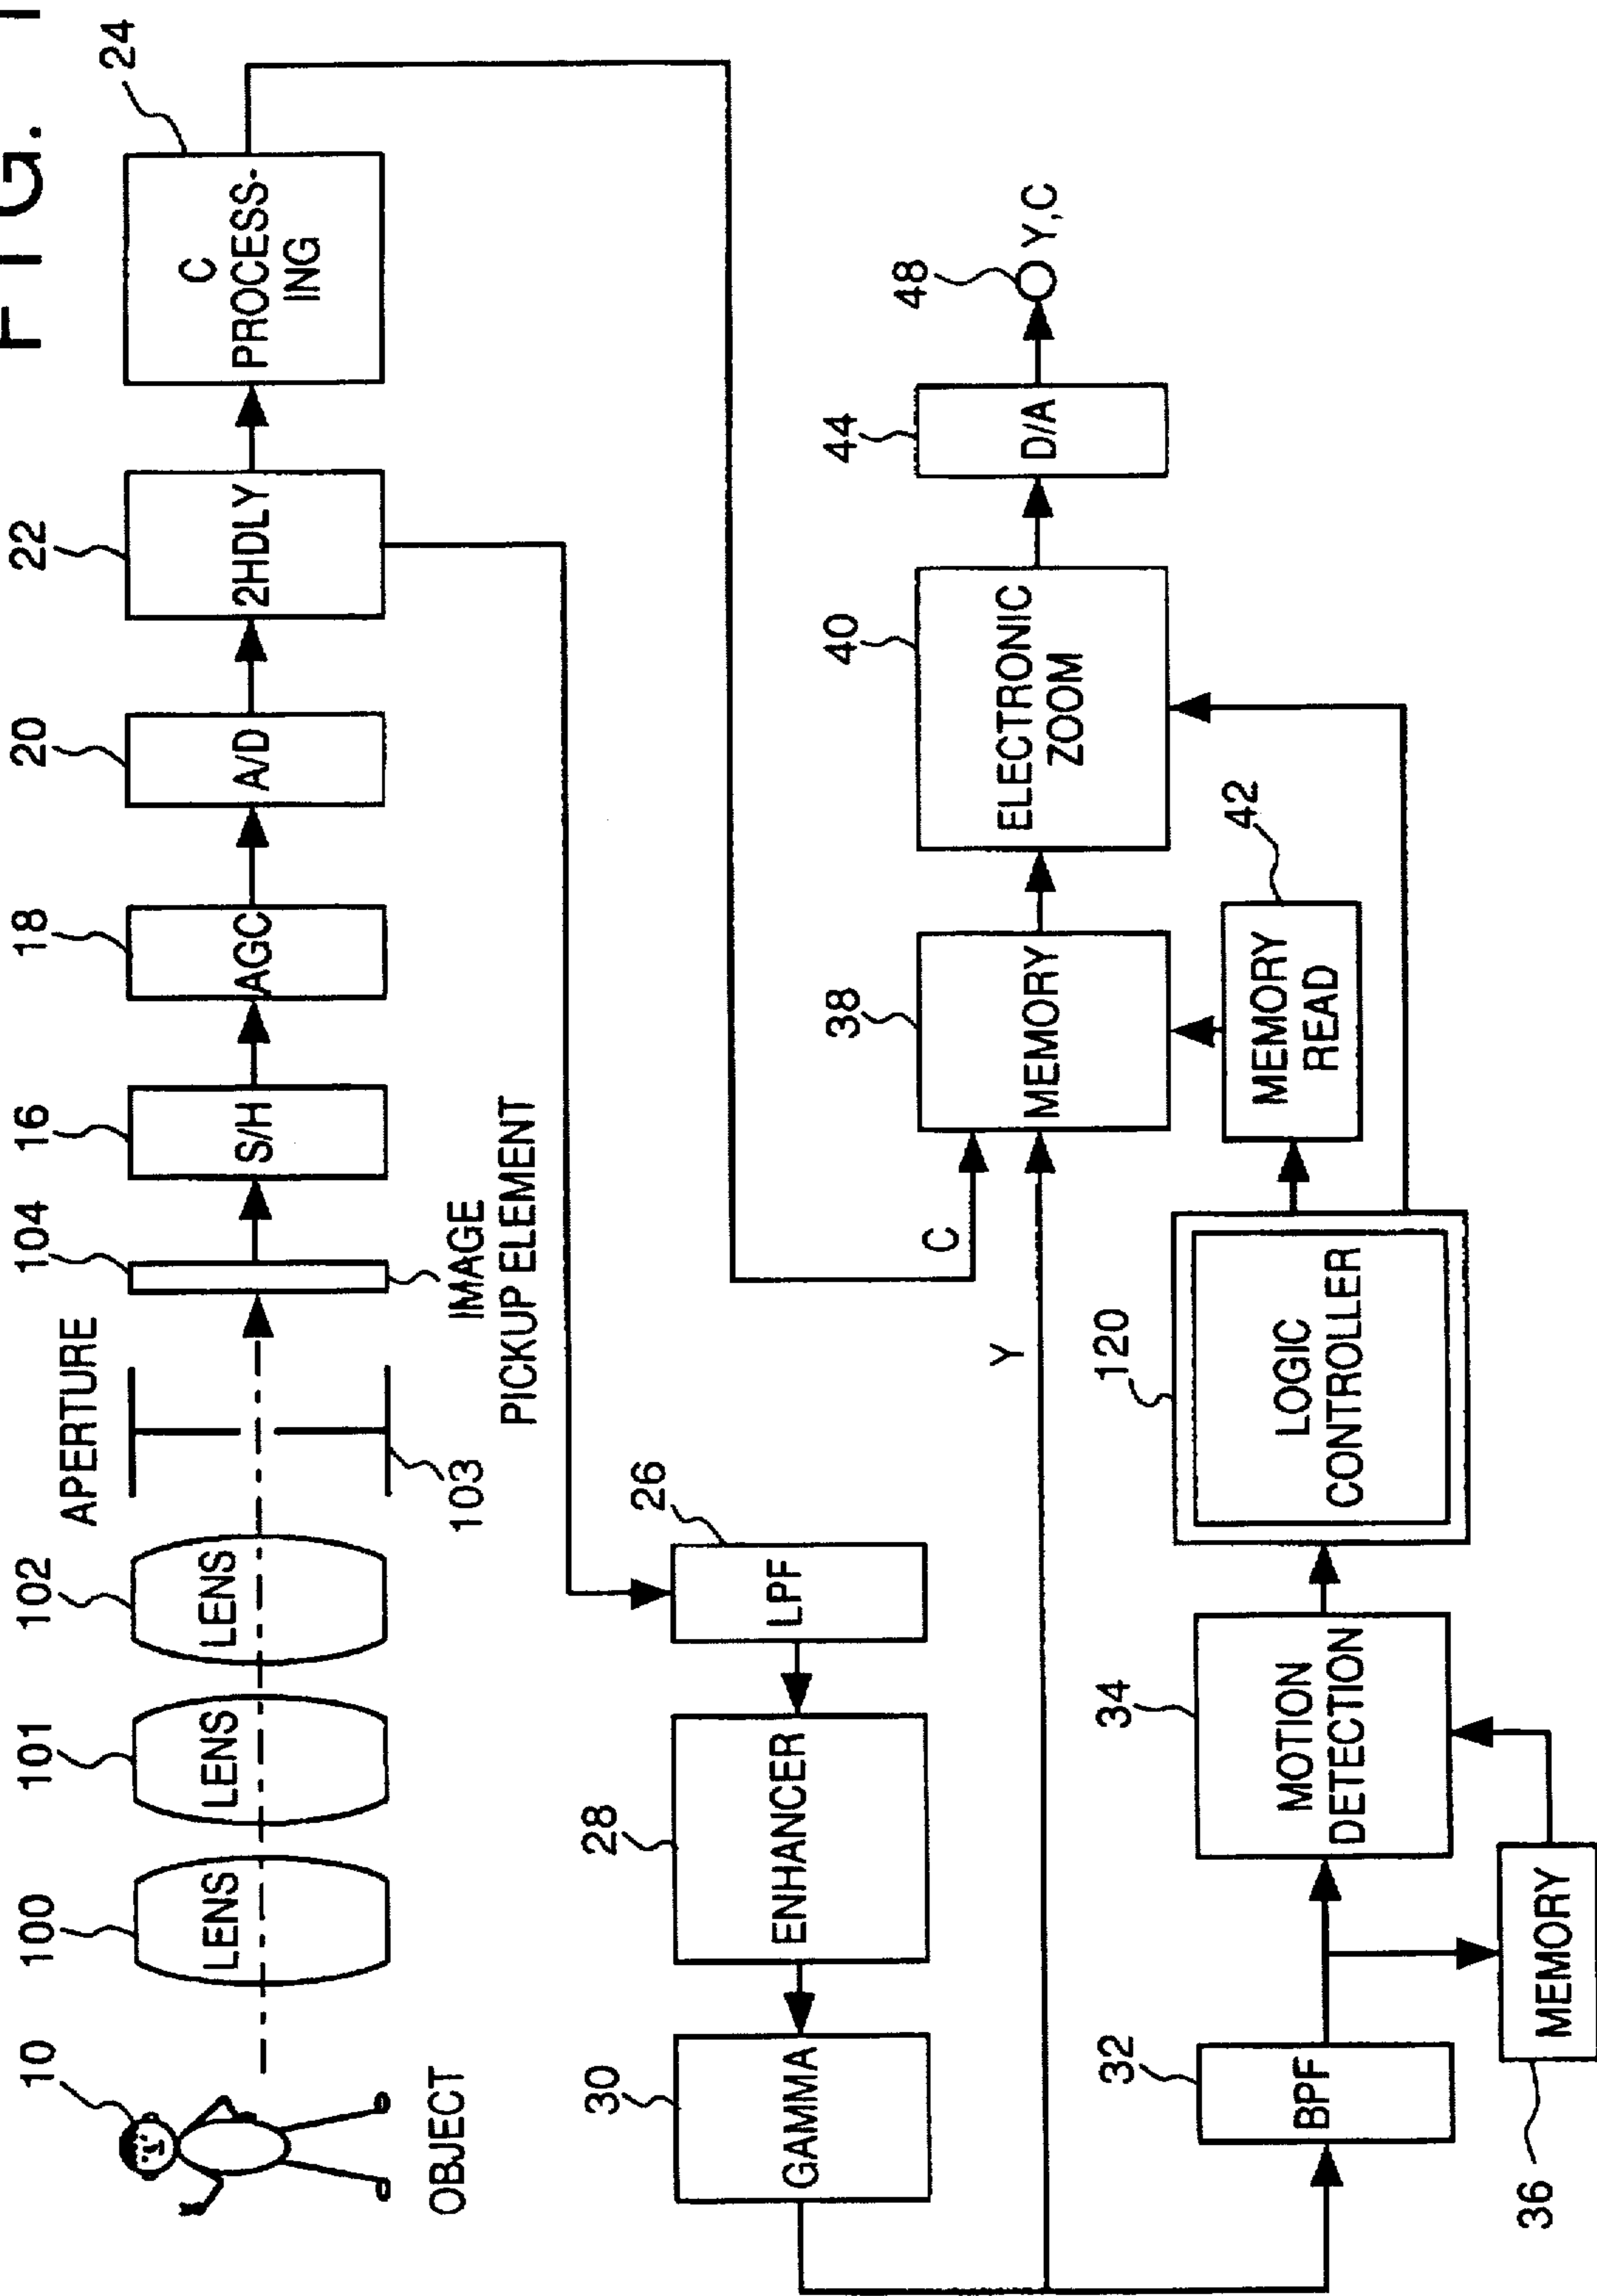 FIG. 1
24
22
20
18
16
104
APERTURE
102
101
100
10
C
PROCESS-
ING
2HDLY
A/D
AGC
S/H
LENS
LENS
LENS
103
IMAGE
PICKUP ELEMENT
OBJECT
26
LPF
28
ENHANCER
30
GAMMA
C
Y
38
MEMORY
40
ELECTRONIC
ZOOM
44
D/A
48
Y,C
42
MEMORY
READ
120
LOGIC
CONTROLLER
34
MOTION
DETECTION
32
BPF
36
MEMORY